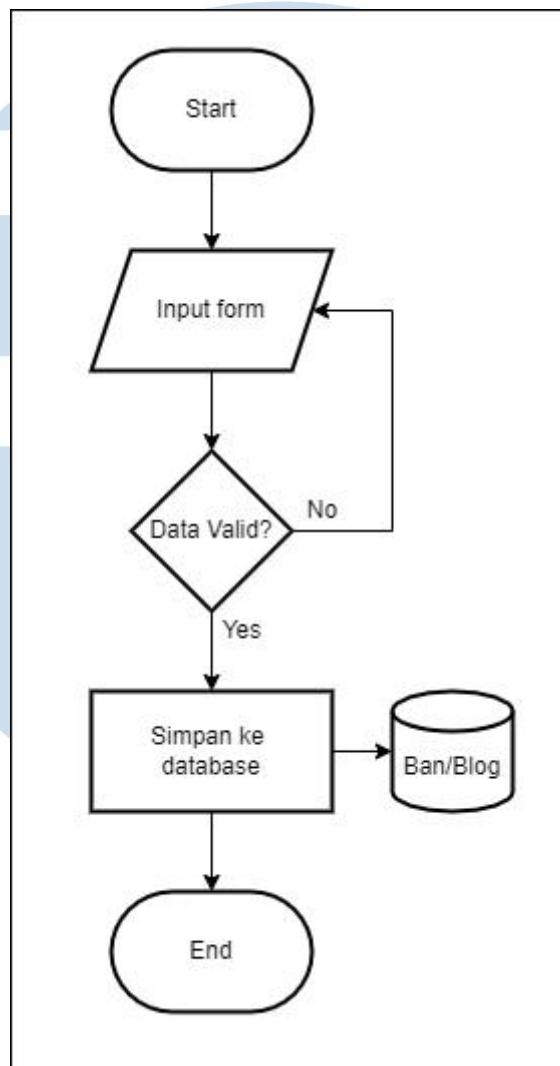 Start
Input form
Data Valid?
No
Yes
Simpan ke
database
Ban/Blog
End